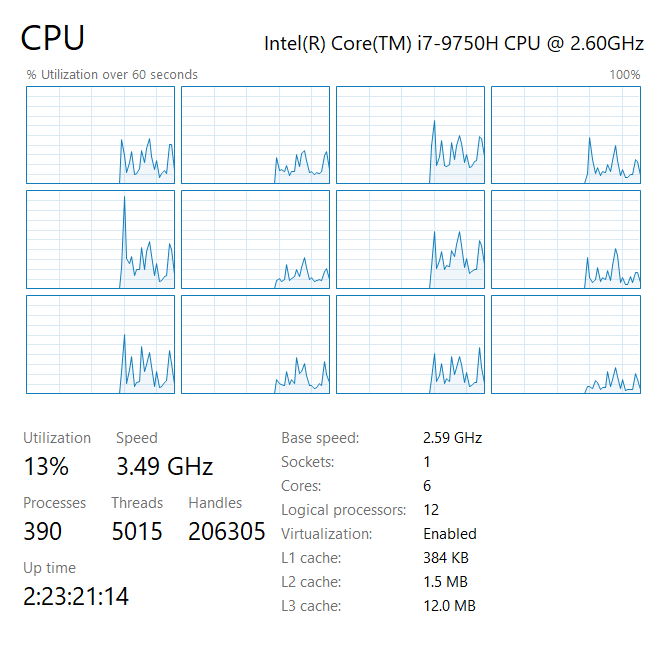 CPU
Intel(R) Core(TM) i7-9750H CPU @ 2.60GHz
% Utilization over 60 seconds
100%
Utilization
Speed
13%
3.49 GHz
Processes
Threads
Handles
390
5015
206305
Up time
2:23:21:14
Base speed: 2.59 GHz
Sockets: 1
Cores: 6
Logical processors: 12
Virtualization: Enabled
L1 cache: 384 KB
L2 cache: 1.5 MB
L3 cache: 12.0 MB